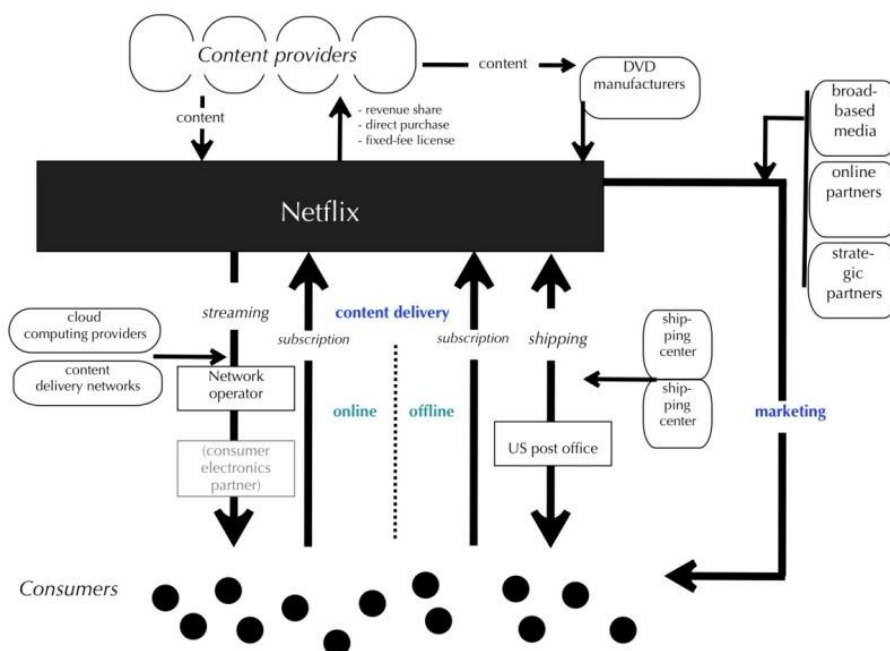 Content providers
content
DVD
manufacturers
broad-
based
media
content
- revenue share
- direct purchase
- fixed-fee license
online
partners
Netflix
strate-
gic
partners
streaming
content delivery
cloud
computing providers
subscription
subscription
shipping
ship-
ping
center
content
delivery networks
Network
operator
online
offline
ship-
ping
center
marketing
(consumer
electronics
partner)
US post office
Consumers